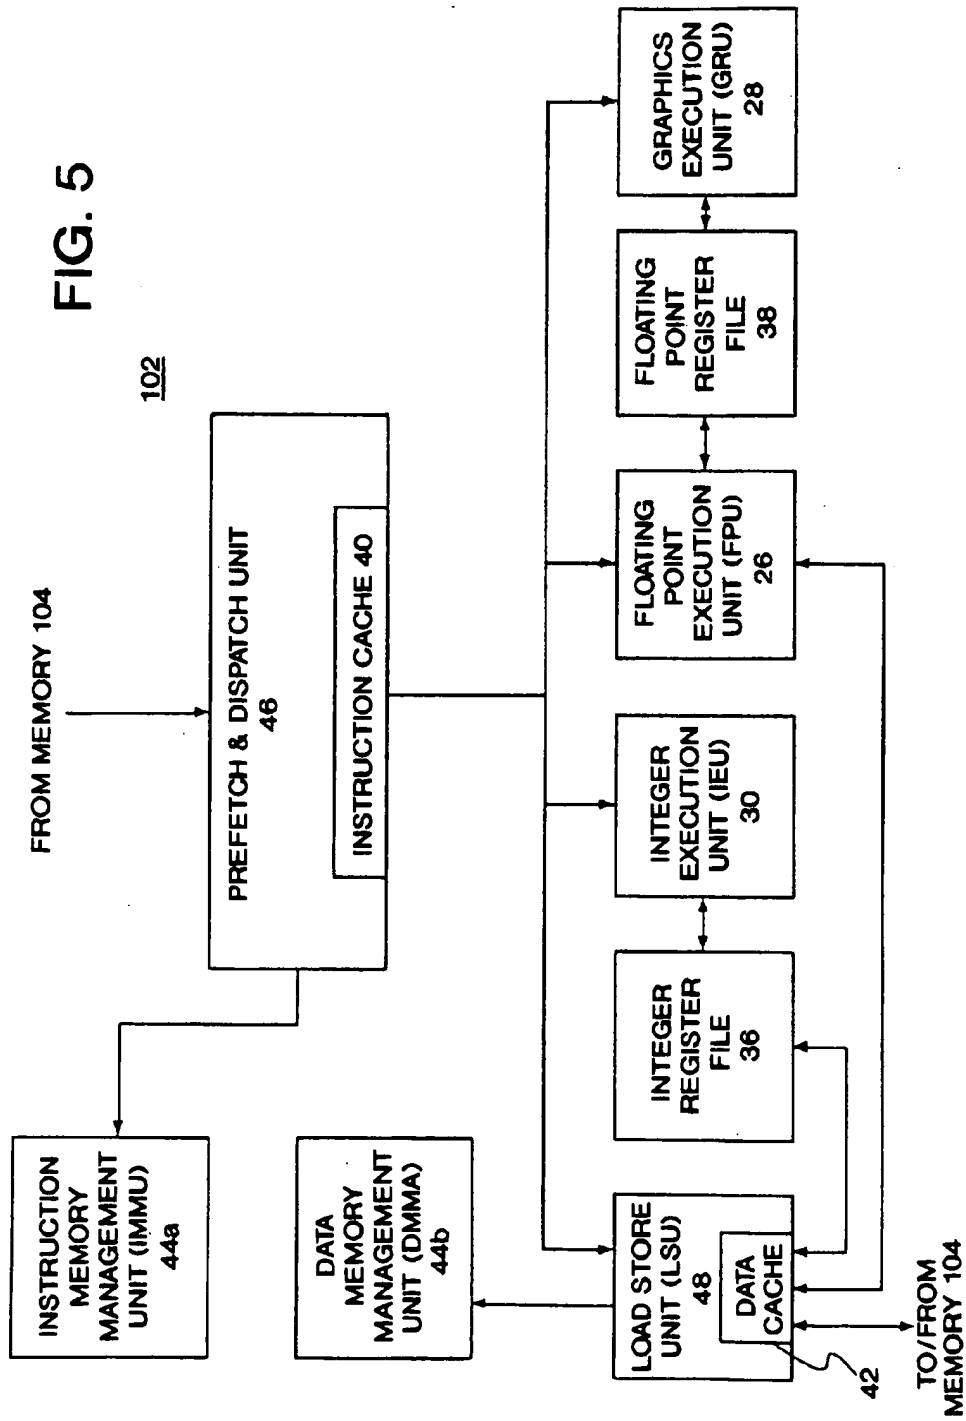 FIG. 5
102
FROM MEMORY 104
PREFETCH & DISPATCH UNIT
46
INSTRUCTION CACHE 40
INSTRUCTION
MEMORY
MANAGEMENT
UNIT (IMMU)
44a
DATA
MEMORY
MANAGEMENT
UNIT (DMMA)
44b
LOAD STORE
UNIT (LSU)
48
DATA
CACHE
42
TO/FROM
MEMORY 104
INTEGER
REGISTER
FILE
36
INTEGER
EXECUTION
UNIT (IEU)
30
FLOATING
POINT
EXECUTION
UNIT (FPU)
26
FLOATING
POINT
REGISTER
FILE
38
GRAPHICS
EXECUTION
UNIT (GRU)
28